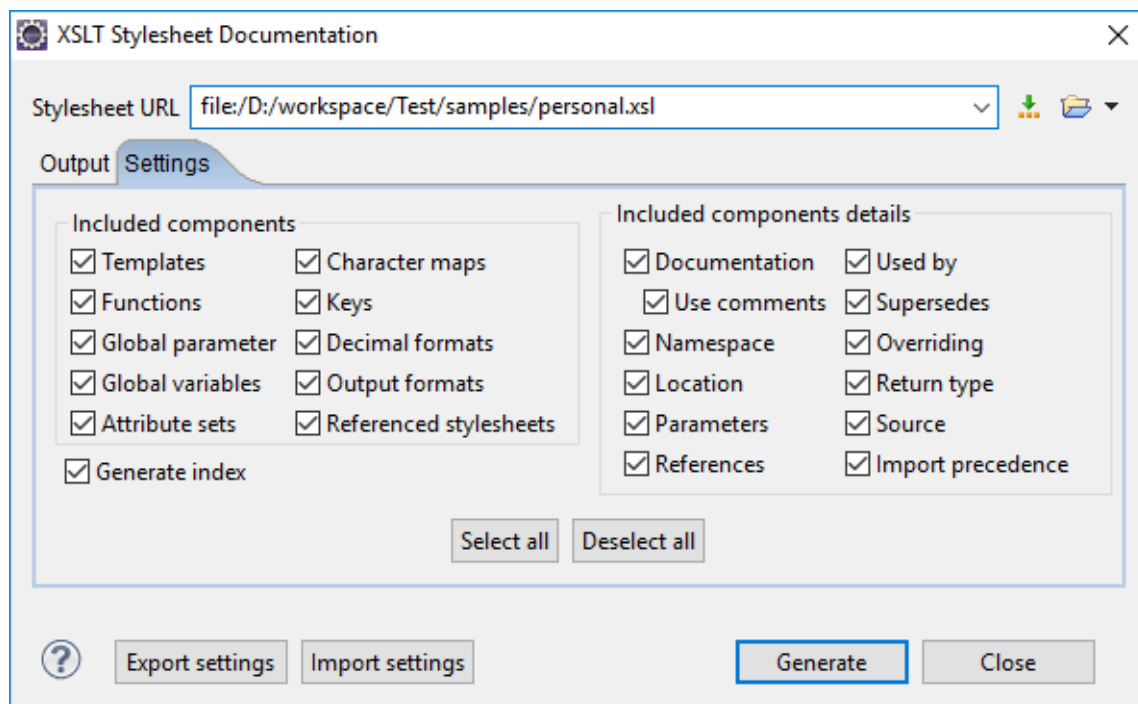 XSLT Stylesheet Documentation
Stylesheet URL file:/D:/workspace/Test/samples/personal.xsl
Output Settings
Included components
Templates Character maps
Functions Keys
Global parameter Decimal formats
Global variables Output formats
Attribute sets Referenced stylesheets
Generate index
Included components details
Documentation Used by
Use comments Supersedes
Namespace Overriding
Location Return type
Parameters Source
References Import precedence
Select all Deselect all
? Export settings Import settings Generate Close